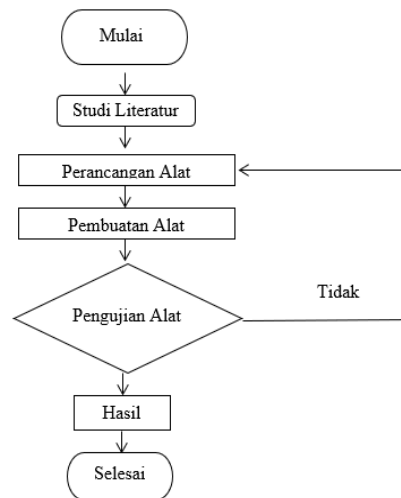 Mulai
Studi Literatur
Perancangan Alat
Pembuatan Alat
Pengujian Alat
Tidak
Hasil
Selesai